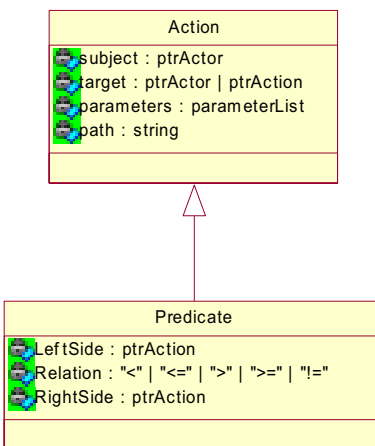 Action
subject : ptrActor
target : ptrActor | ptrAction
parameters : parameterList
path : string
Predicate
LeftSide : ptrAction
Relation : "<" | "<=" | ">" | ">=" | "!="
RightSide : ptrAction